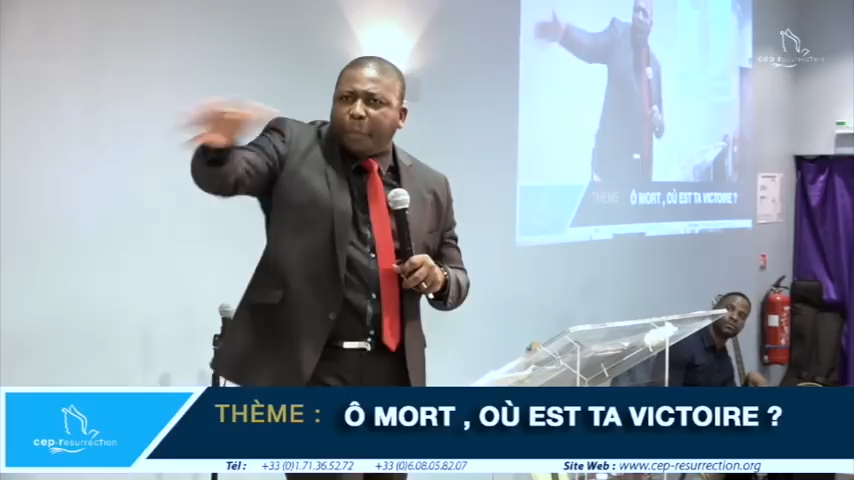 cep-resurrection
THÈME : Ô MORT , OÙ EST TA VICTOIRE ?
cep-resurrection
THÈME : Ô MORT , OÙ EST TA VICTOIRE ?
Tél : +33 (0)1.71.36.52.72 +33 (0)6.08.05.82.07 Site Web : www.cep-resurrection.org